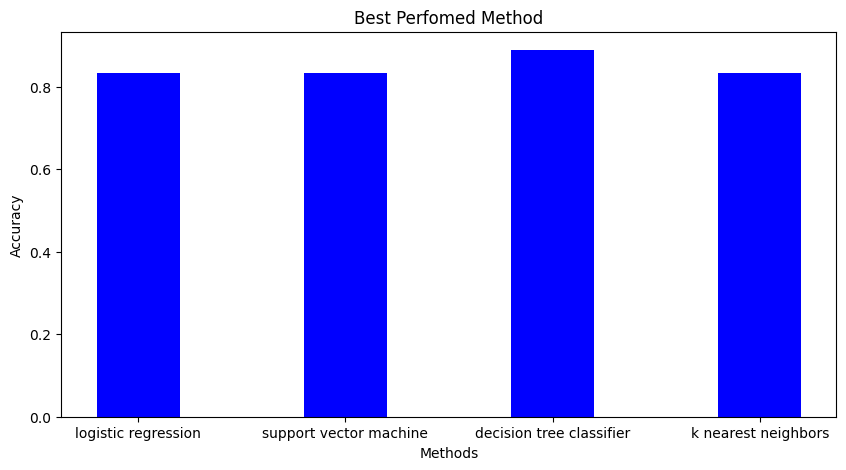 Best Perfomed Method
Accuracy
0.8
0.6
0.4
0.2
0.0
logistic regression
support vector machine
decision tree classifier
k nearest neighbors
Methods